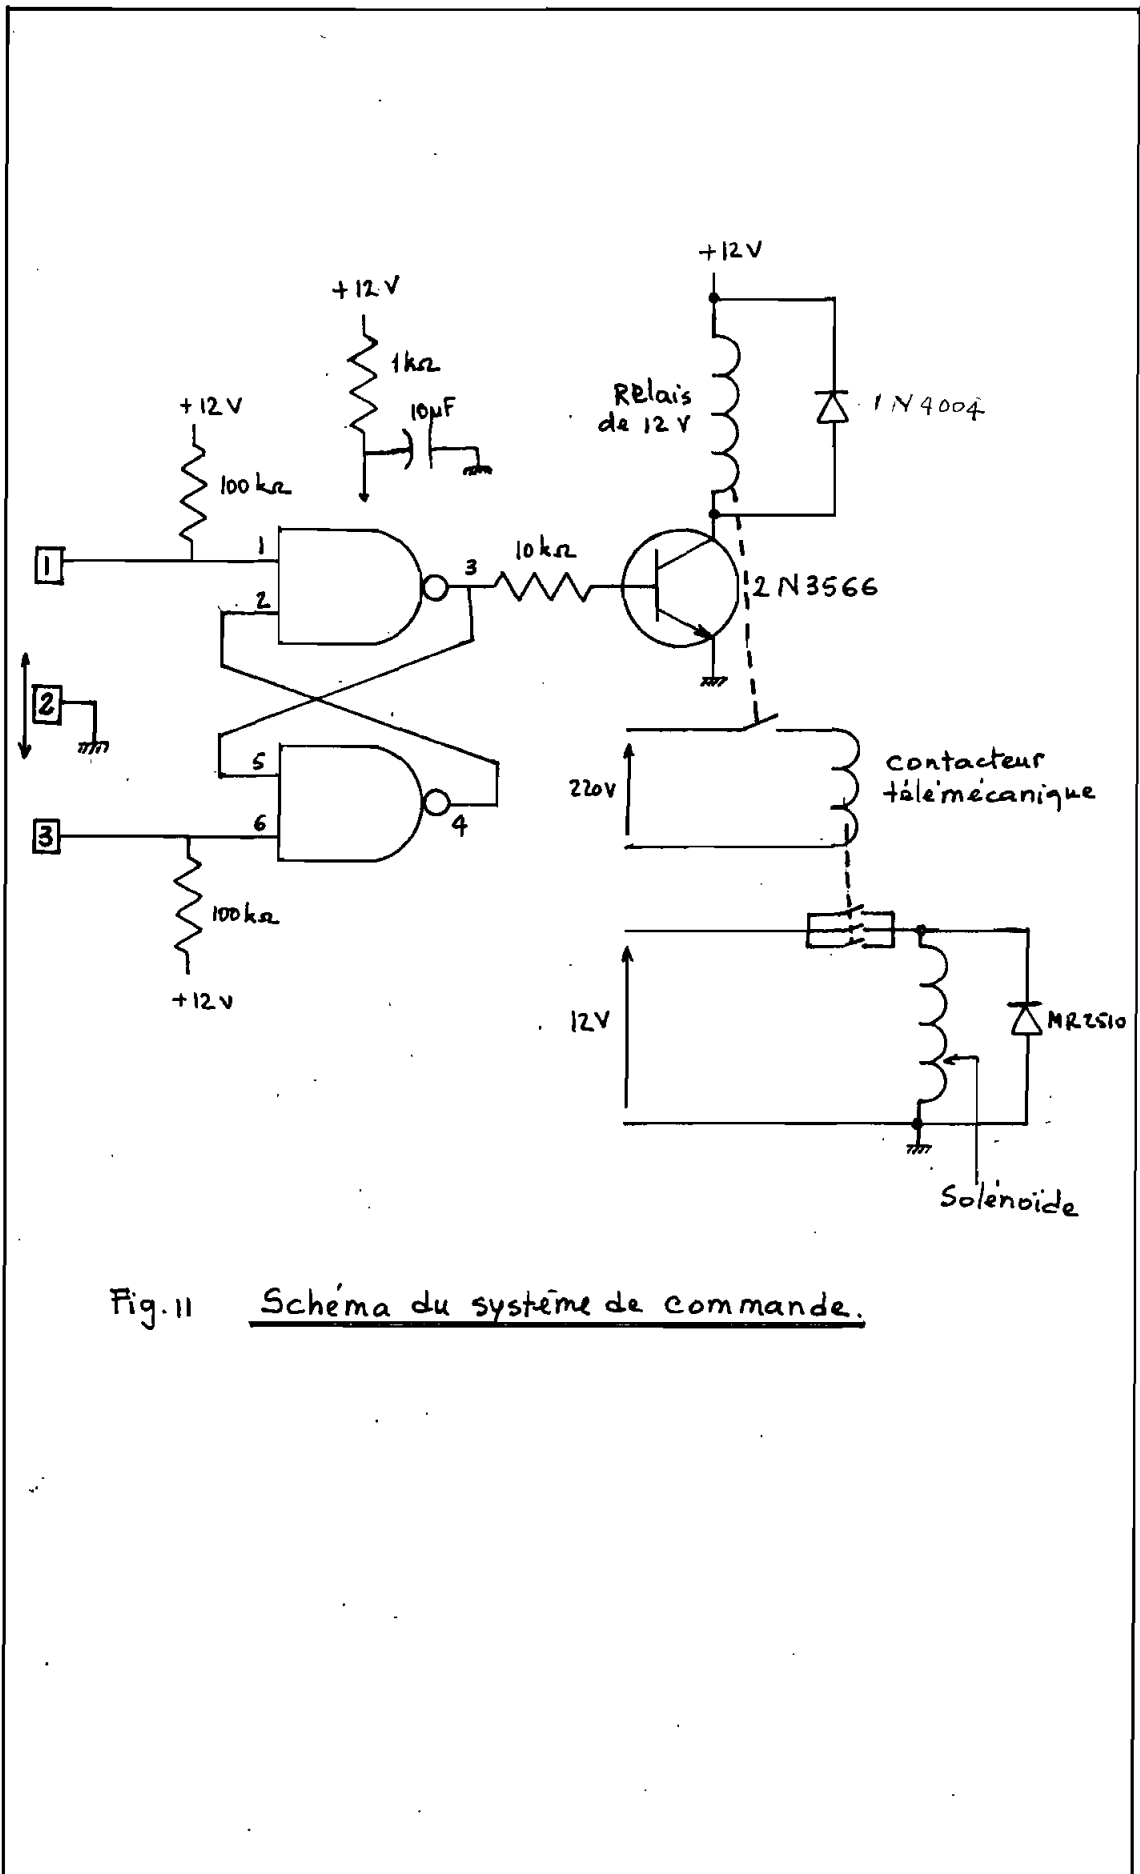 +12V
+12V
1kΩ
10µF
+12V
100kΩ
Relais
de 12V
1N4004
1
1
2
3
10kΩ
2N3566
2
5
6
4
3
100kΩ
+12V
220V
contacteur
télémécanique
12V
MR2510
Solénoïde
Fig.11 Schéma du système de commande.